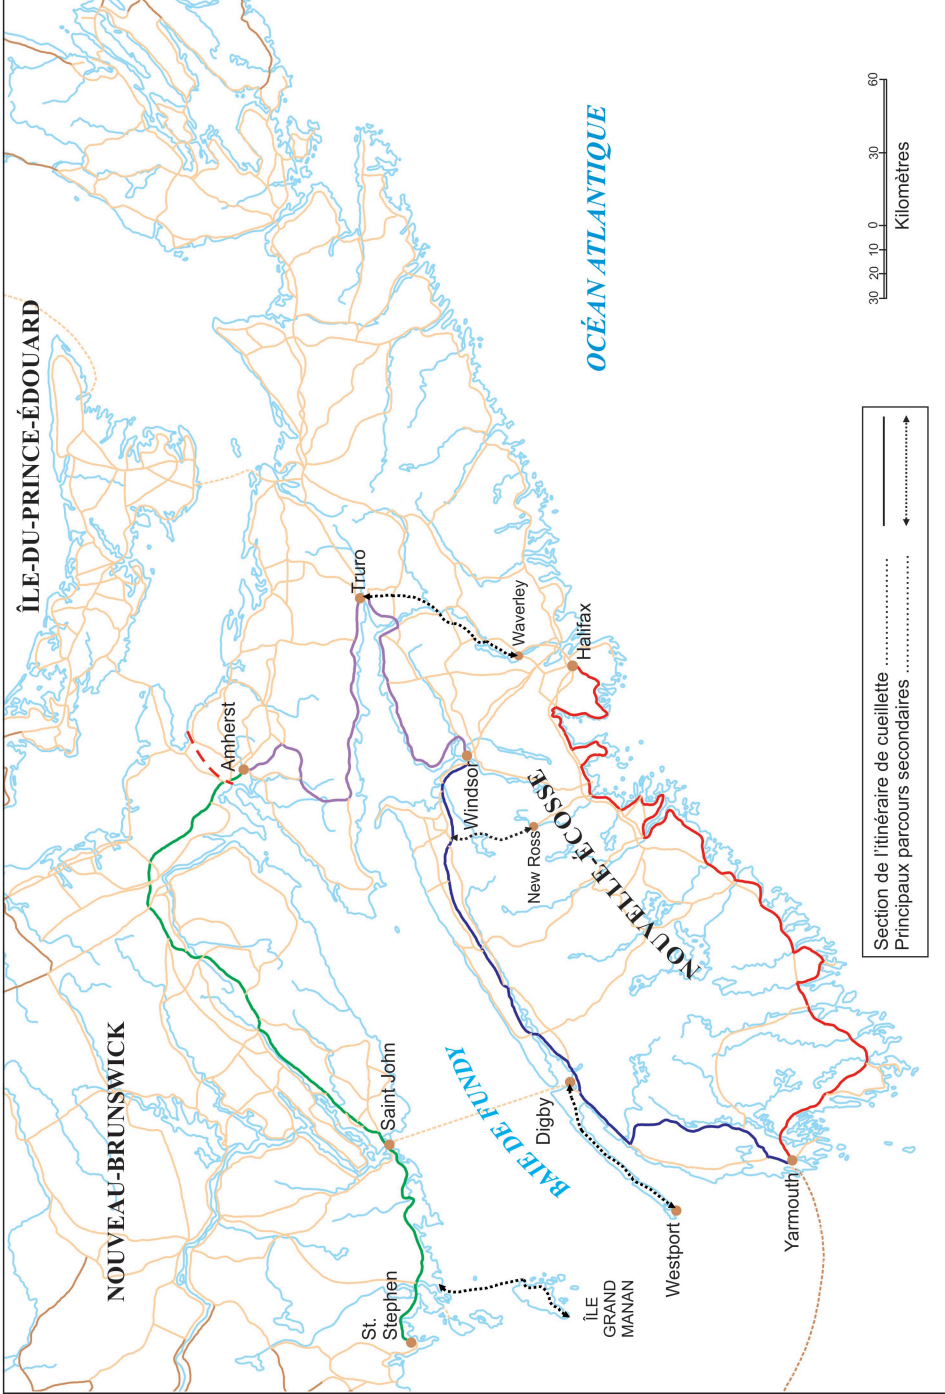 ÎLE-DU-PRINCE-ÉDOUARD
NOUVEAU-BRUNSWICK
Amherst
Truro
Waverley
Halifax
Windsor
New Ross
NOUVELLE-ÉCOSSE
OCÉAN ATLANTIQUE
Saint John
BAIE DE FUNDY
Digby
St.
Stephen
ÎLE
GRAND
MANAN
Westport
Yarmouth
Section de l'itinéraire de cueillette ....................
Principaux parcours secondaires ....................
30 20 10 0 30 60
Kilomètres